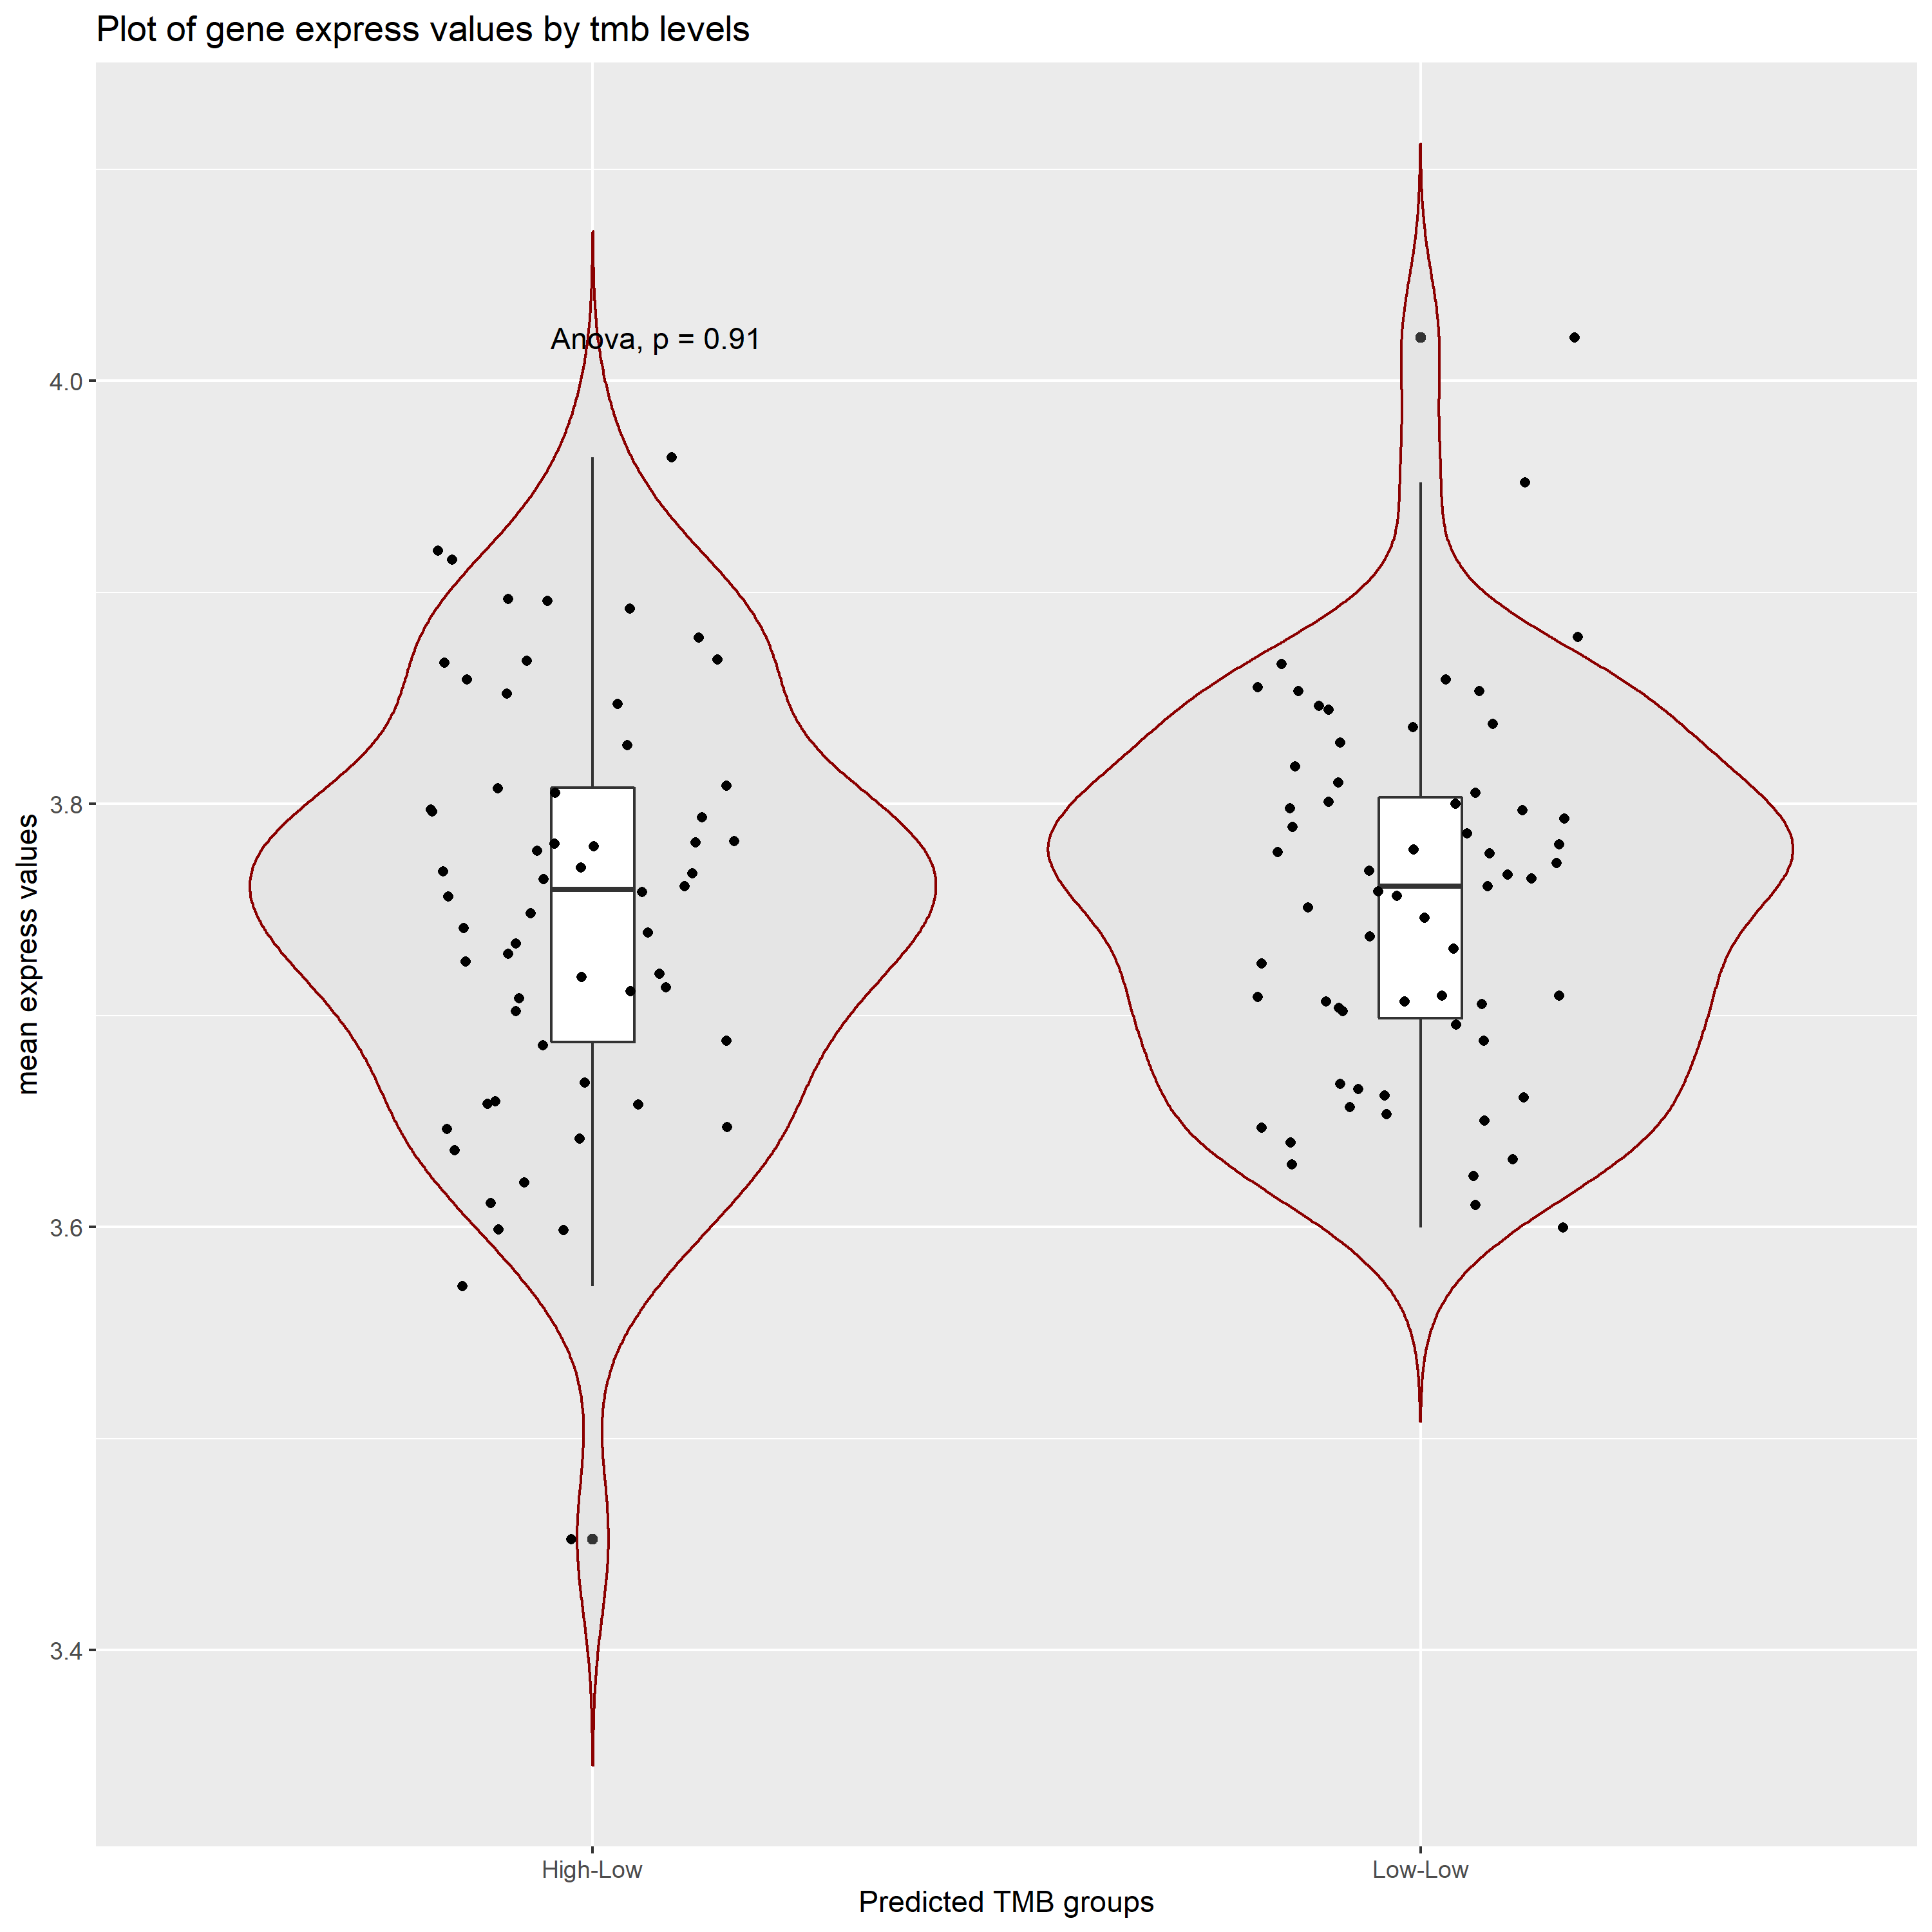 Plot of gene express values by tmb levels
Anova, p = 0.91
4.0
3.8
3.6
3.4
mean express values
High-Low
Low-Low
Predicted TMB groups